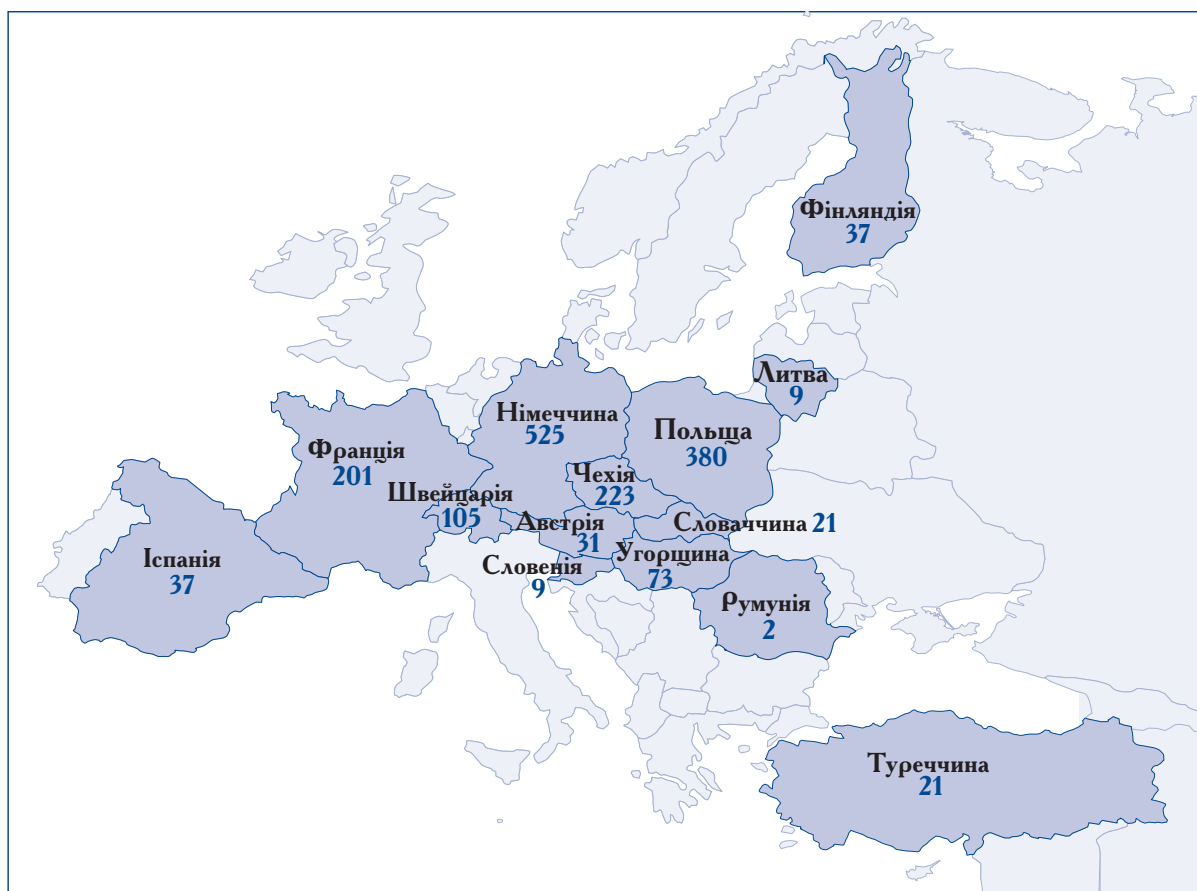 Фінляндія
37
Литва
9
Німеччина
525
Польща
380
Франція
201
Чехія
223
Швейцарія
105
Австрія
31
Словаччина 21
Іспанія
37
Словенія
9
Угорщина
73
Румунія
2
Туреччина
21